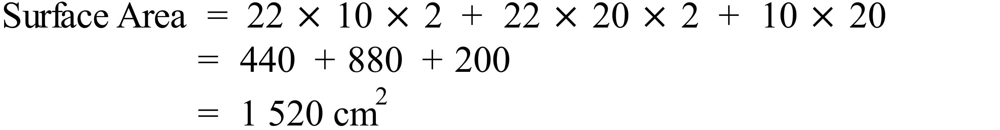 Surface Area = 22 × 10 × 2 + 22 × 20 × 2 + 10 × 20
= 440 + 880 + 200
= 1 520 cm²